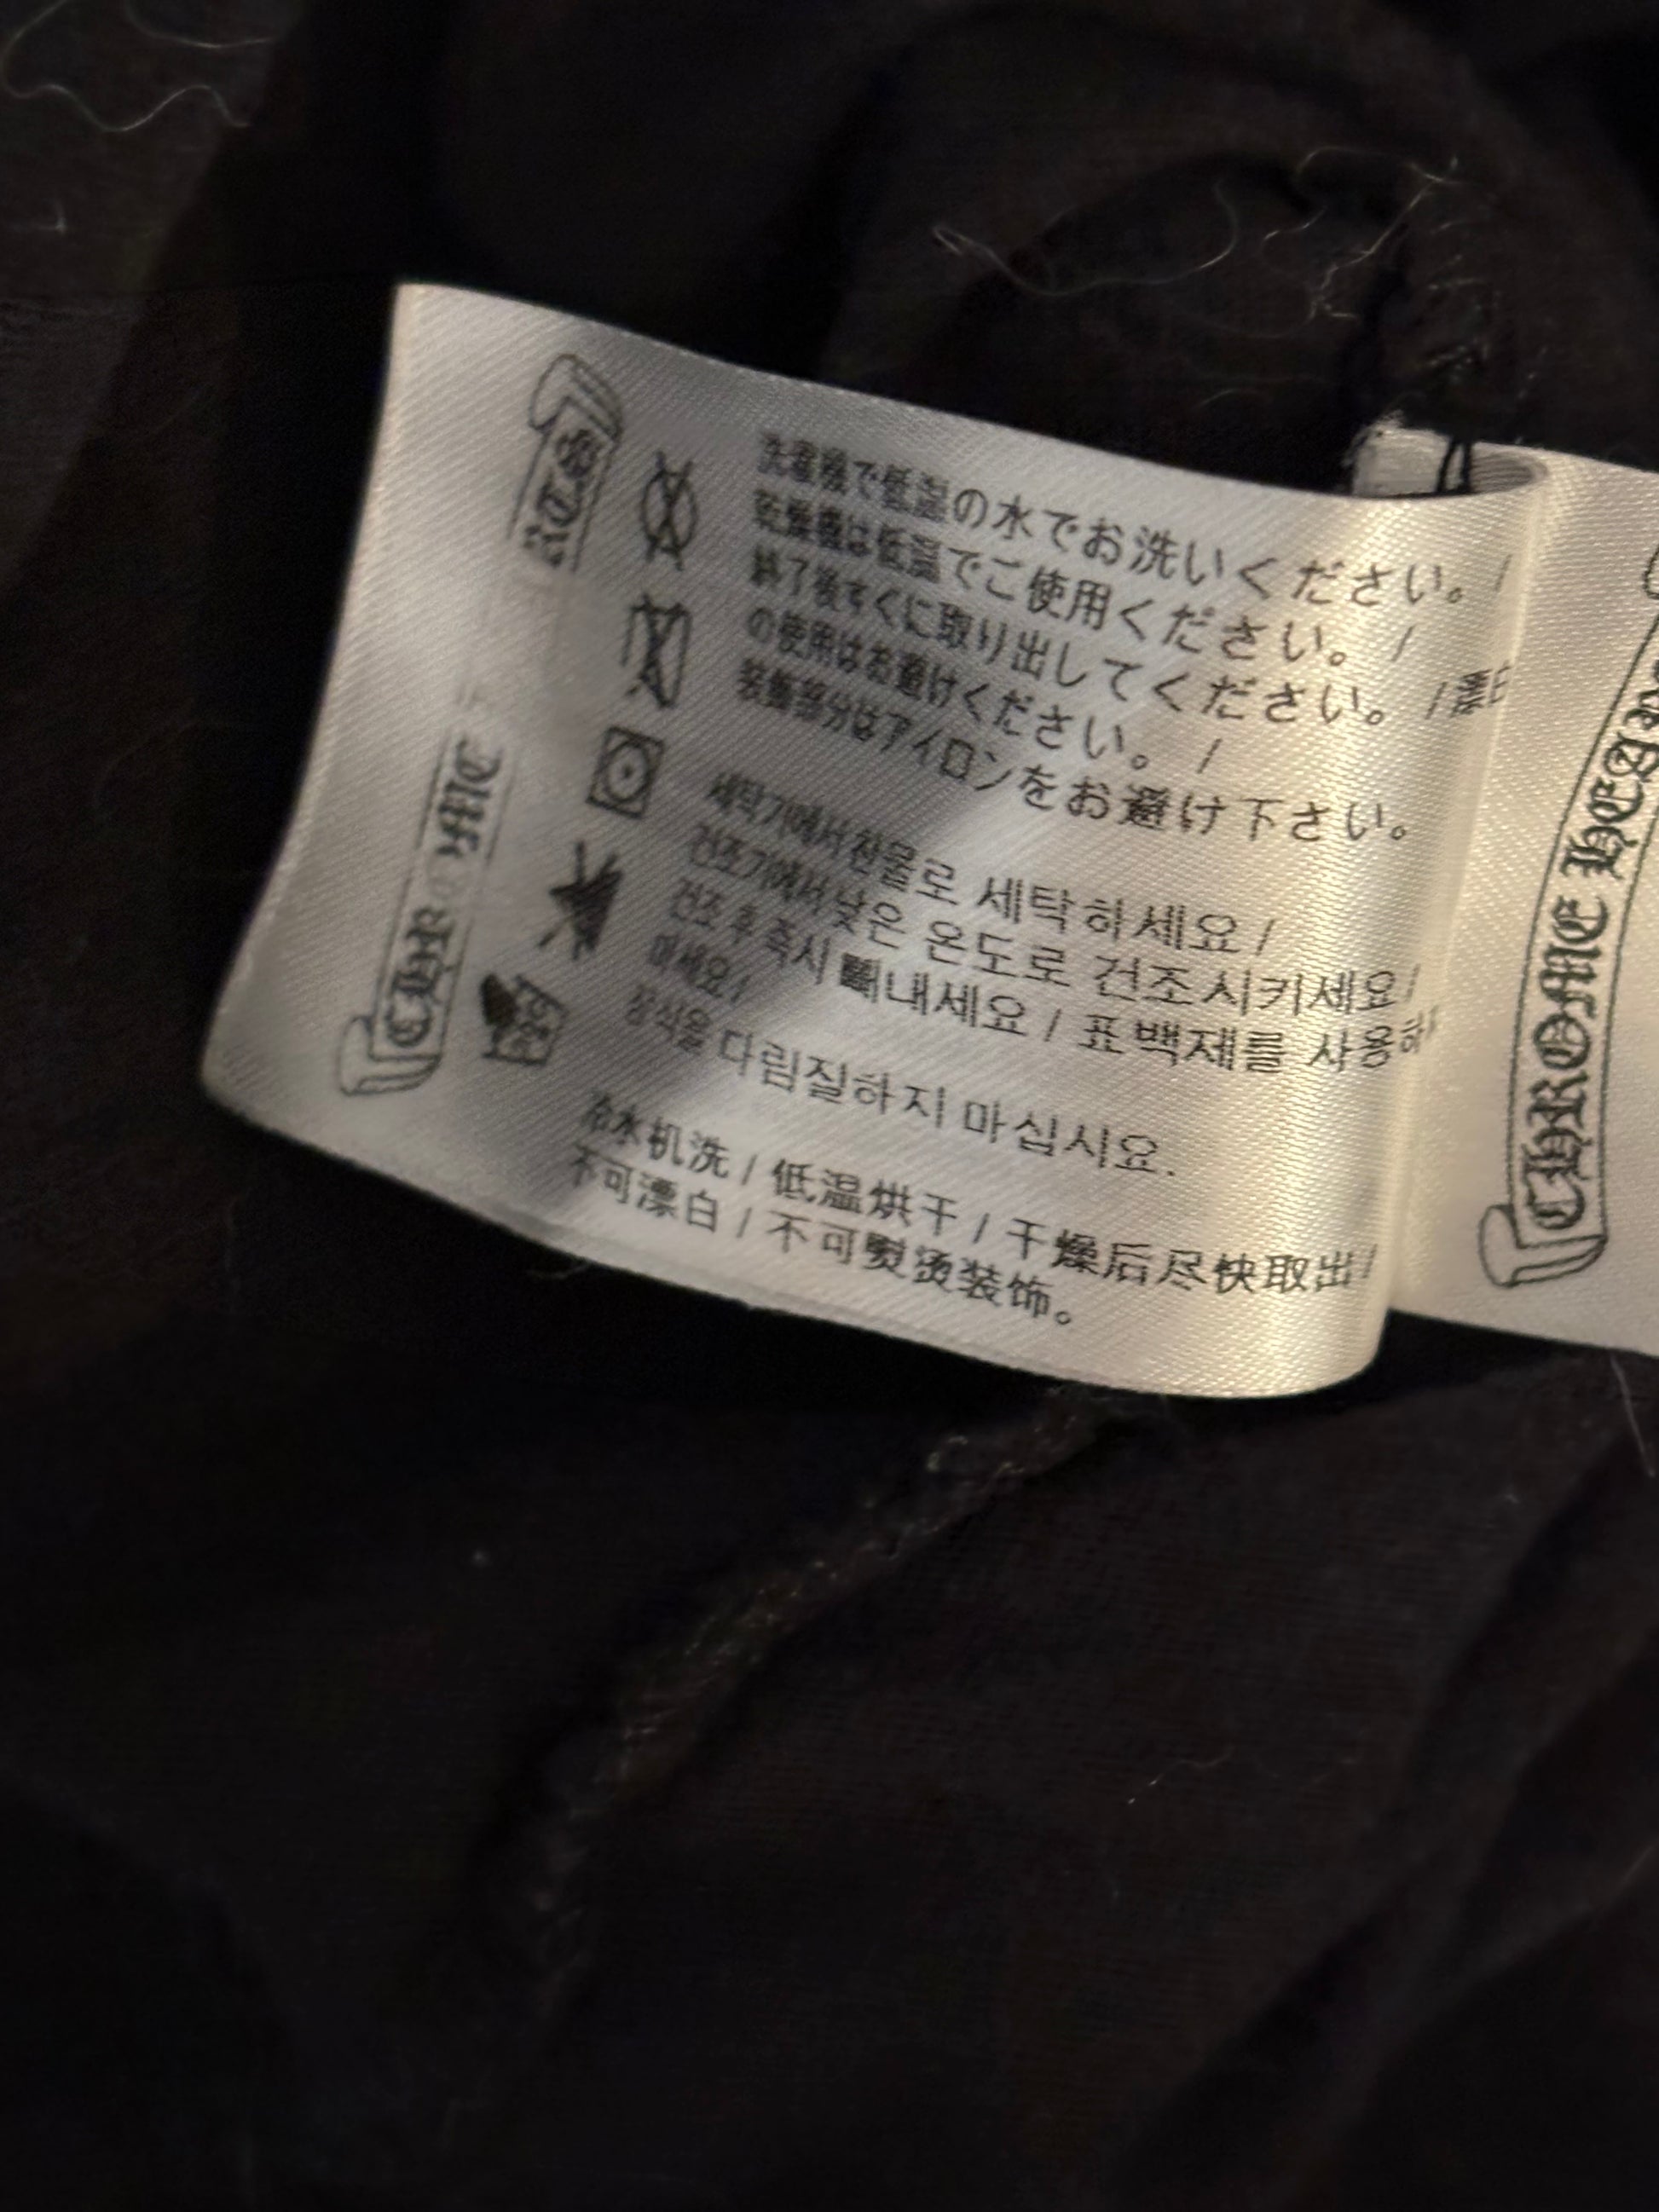 洗濯機で低温の水でお洗いください。/
乾燥機は低温でご使用ください。/
終了後すぐに取り出してください。/漂白
の使用はお避けください。/
装飾部分はアイロンをお避け下さい。
세탁기에서 찬물로 세탁하세요 /
건조기에서 낮은 온도로 건조시키세요/
건조 후 즉시 빼내세요 / 표백제를 사용하지
마세요/
장식을 다림질하지 마십시요.
冷水机洗 / 低温烘干 / 干燥后尽快取出/
不可漂白 / 不可熨烫装饰。
CHROME
RTS
CHROME HEA